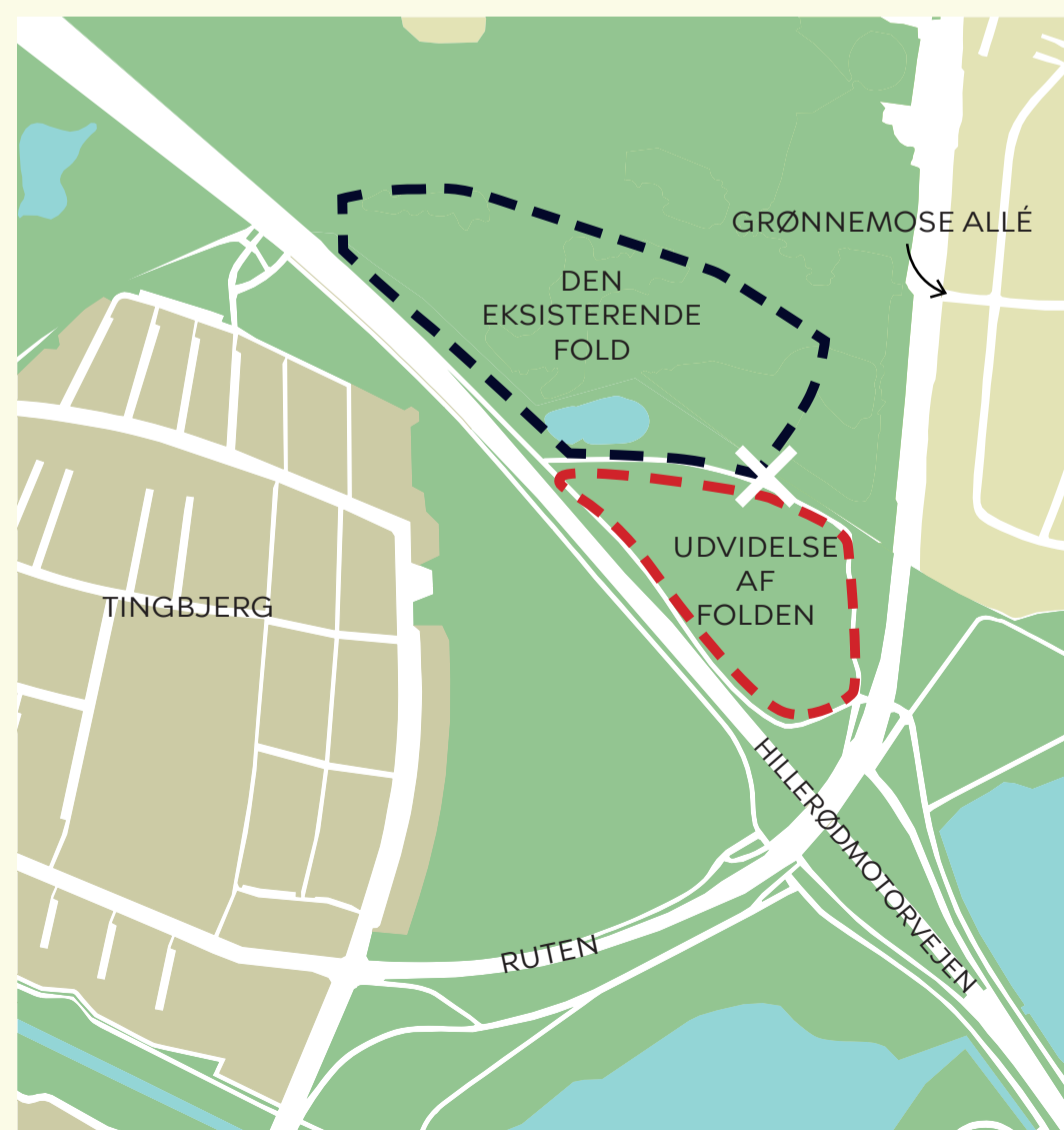 GRØNNEMOSE ALLÉ
DEN
EKSISTERENDE
FOLD
UDVIDELSE
AF
FOLDEN
TINGBJERG
HILLERØDMOTORVEJEN
RUTEN